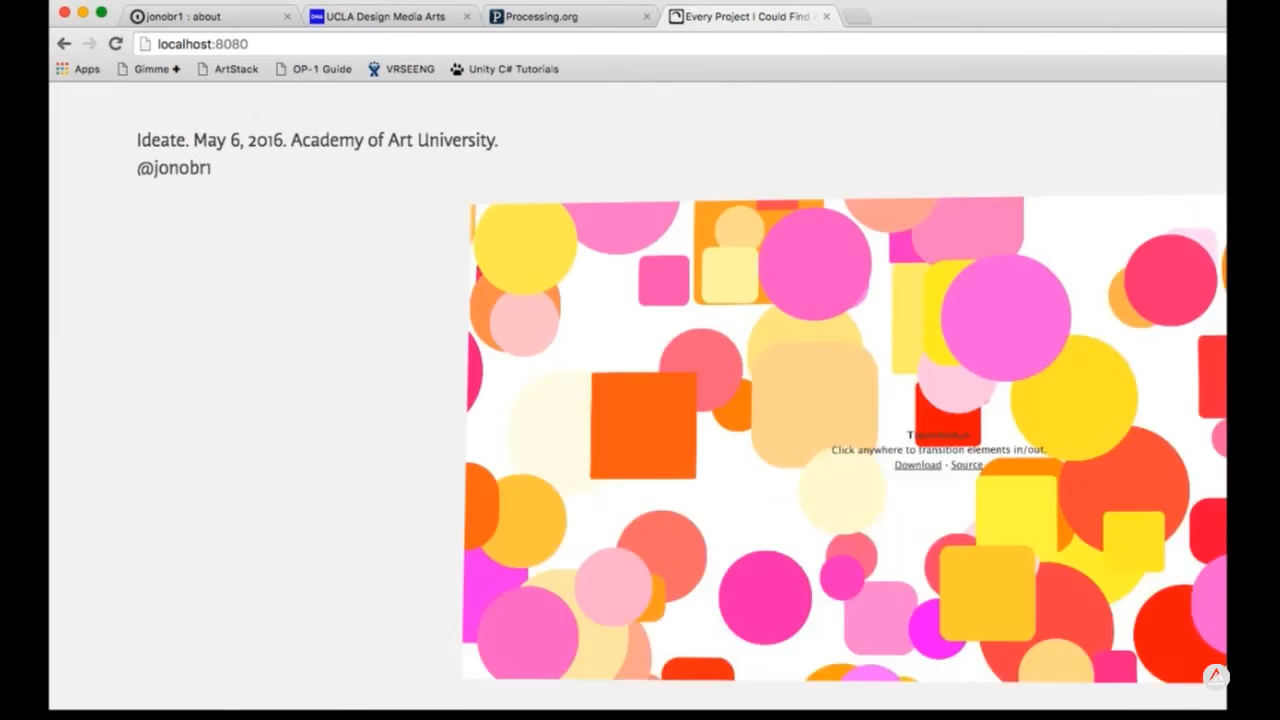 jonobr1 : about
UCLA Design Media Arts
Processing.org
Every Project I Could Find
localhost:8080
Apps
Gimme ✚
ArtStack
OP-1 Guide
VRSEENG
Unity C# Tutorials
Ideate. May 6, 2016. Academy of Art University.
@jonobr1
Click anywhere to transition elements in/out.
Download · Source